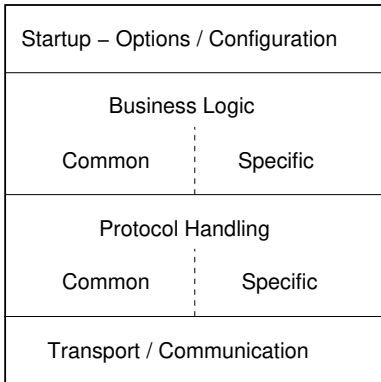 Startup – Options / Configuration
Business Logic
Common Specific
Protocol Handling
Common Specific
Transport / Communication